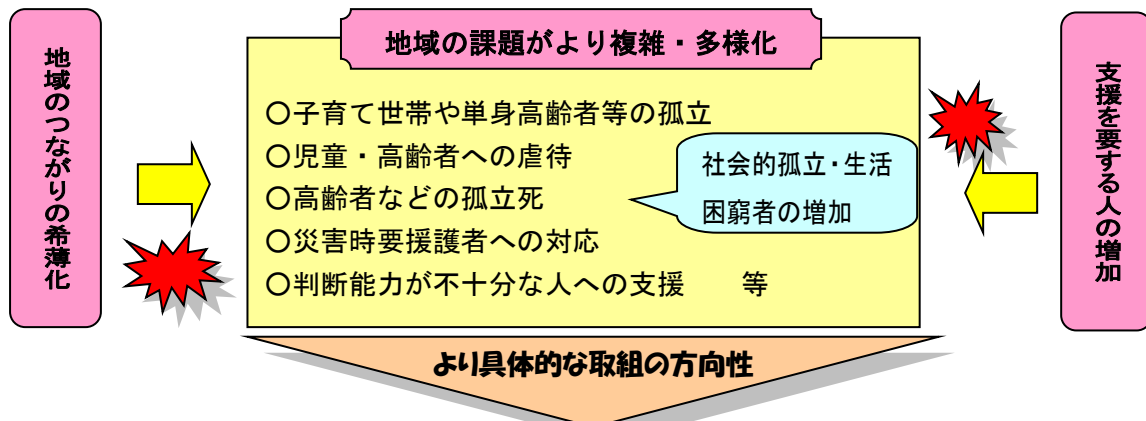 地域のつながりの希薄化
地域の課題がより複雑・多様化
○子育て世帯や単身高齢者等の孤立
○児童・高齢者への虐待
○高齢者などの孤立死
○災害時要援護者への対応
○判断能力が不十分な人への支援　　等
社会的孤立・生活
困窮者の増加
支援を要する人の増加
より具体的な取組の方向性